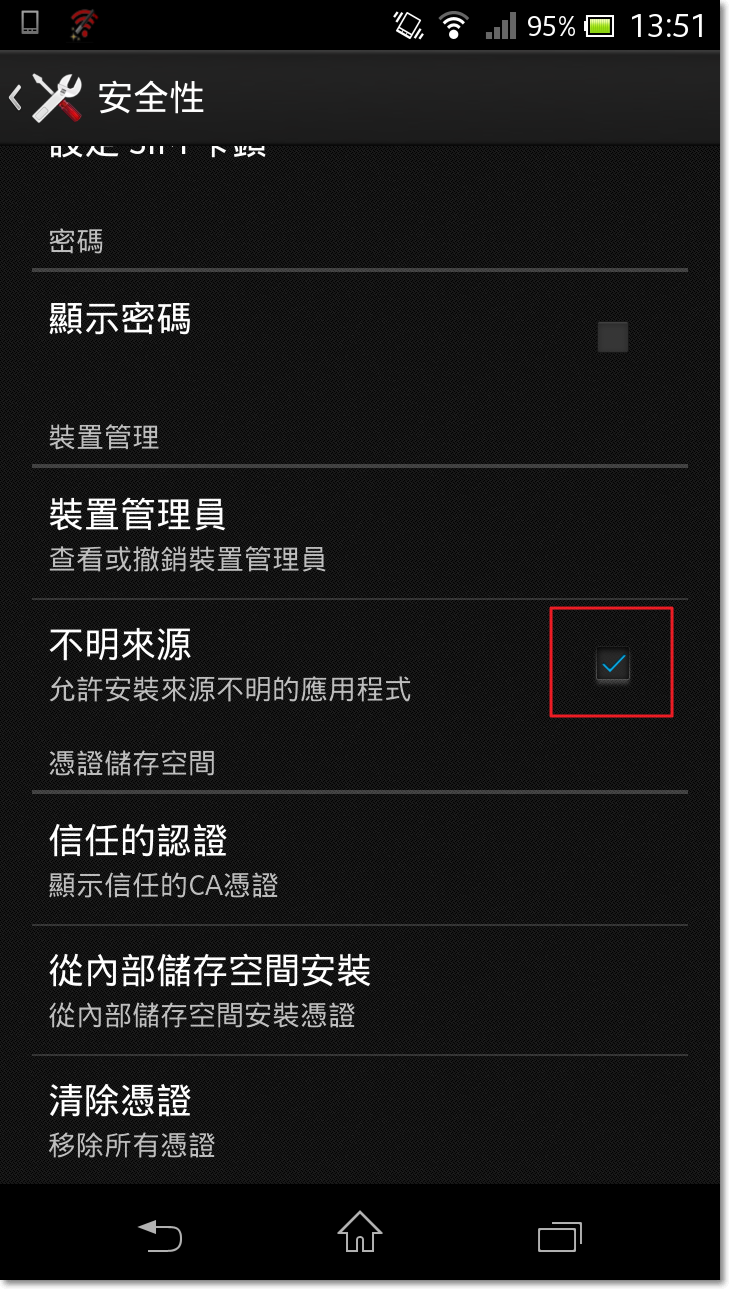 95% 13:51
安全性
設定 SIM 卡鎖
密碼
顯示密碼
裝置管理
裝置管理員
查看或撤銷裝置管理員
不明來源
允許安裝來源不明的應用程式
憑證儲存空間
信任的認證
顯示信任的CA憑證
從內部儲存空間安裝
從內部儲存空間安裝憑證
清除憑證
移除所有憑證